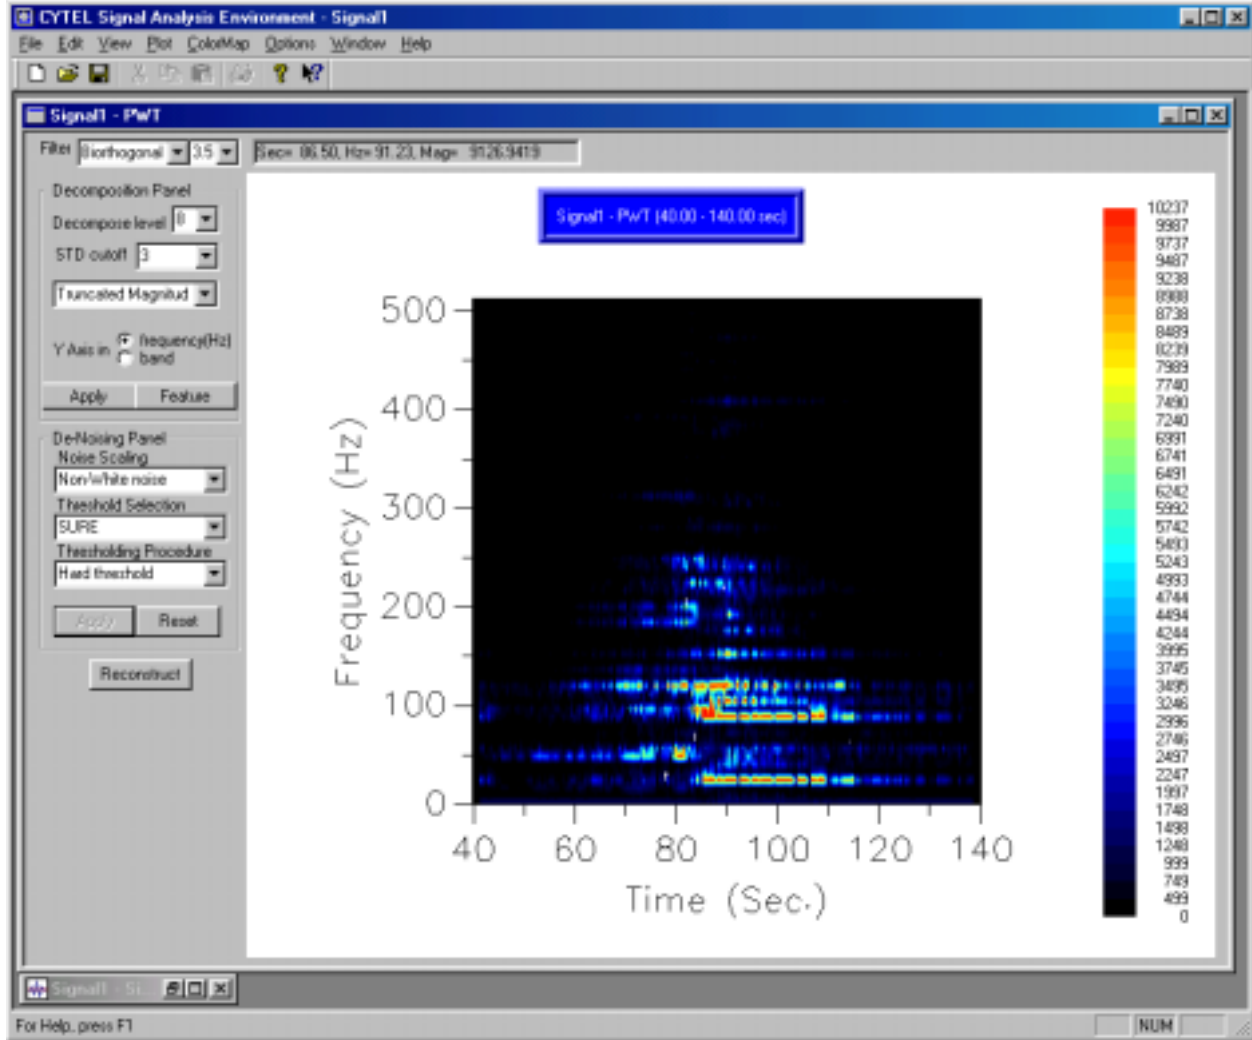 CYTEL Signal Analysis Environment - Signal1
File Edit View Plot ColorMap Options Window Help
Signal1 - PWT
Filter Biorthogonal 3.5 Sec= 86.50, Hz= 91.23, Mag= 9126.9419
Decomposition Panel
Decompose level 8
STD cutoff 3
Truncated Magnitud
Y Axis in frequency(Hz)
band
Apply Feature
De-Noising Panel
Noise Scaling
Non-White noise
Threshold Selection
SURE
Thresholding Procedure
Hard threshold
Apply Reset
Reconstruct
Signal1 - PWT (40.00 - 140.00 sec)
500
400
300
200
100
0
Frequency (Hz)
40 60 80 100 120 140
Time (Sec.)
10237
9987
9737
9487
9238
8988
8738
8489
8239
7989
7740
7490
7240
6991
6741
6491
6242
5992
5742
5493
5243
4993
4744
4494
4244
3995
3745
3495
3246
2996
2746
2497
2247
1997
1748
1498
1248
999
749
499
0
Signal1 - Si...
For Help, press F1
NUM